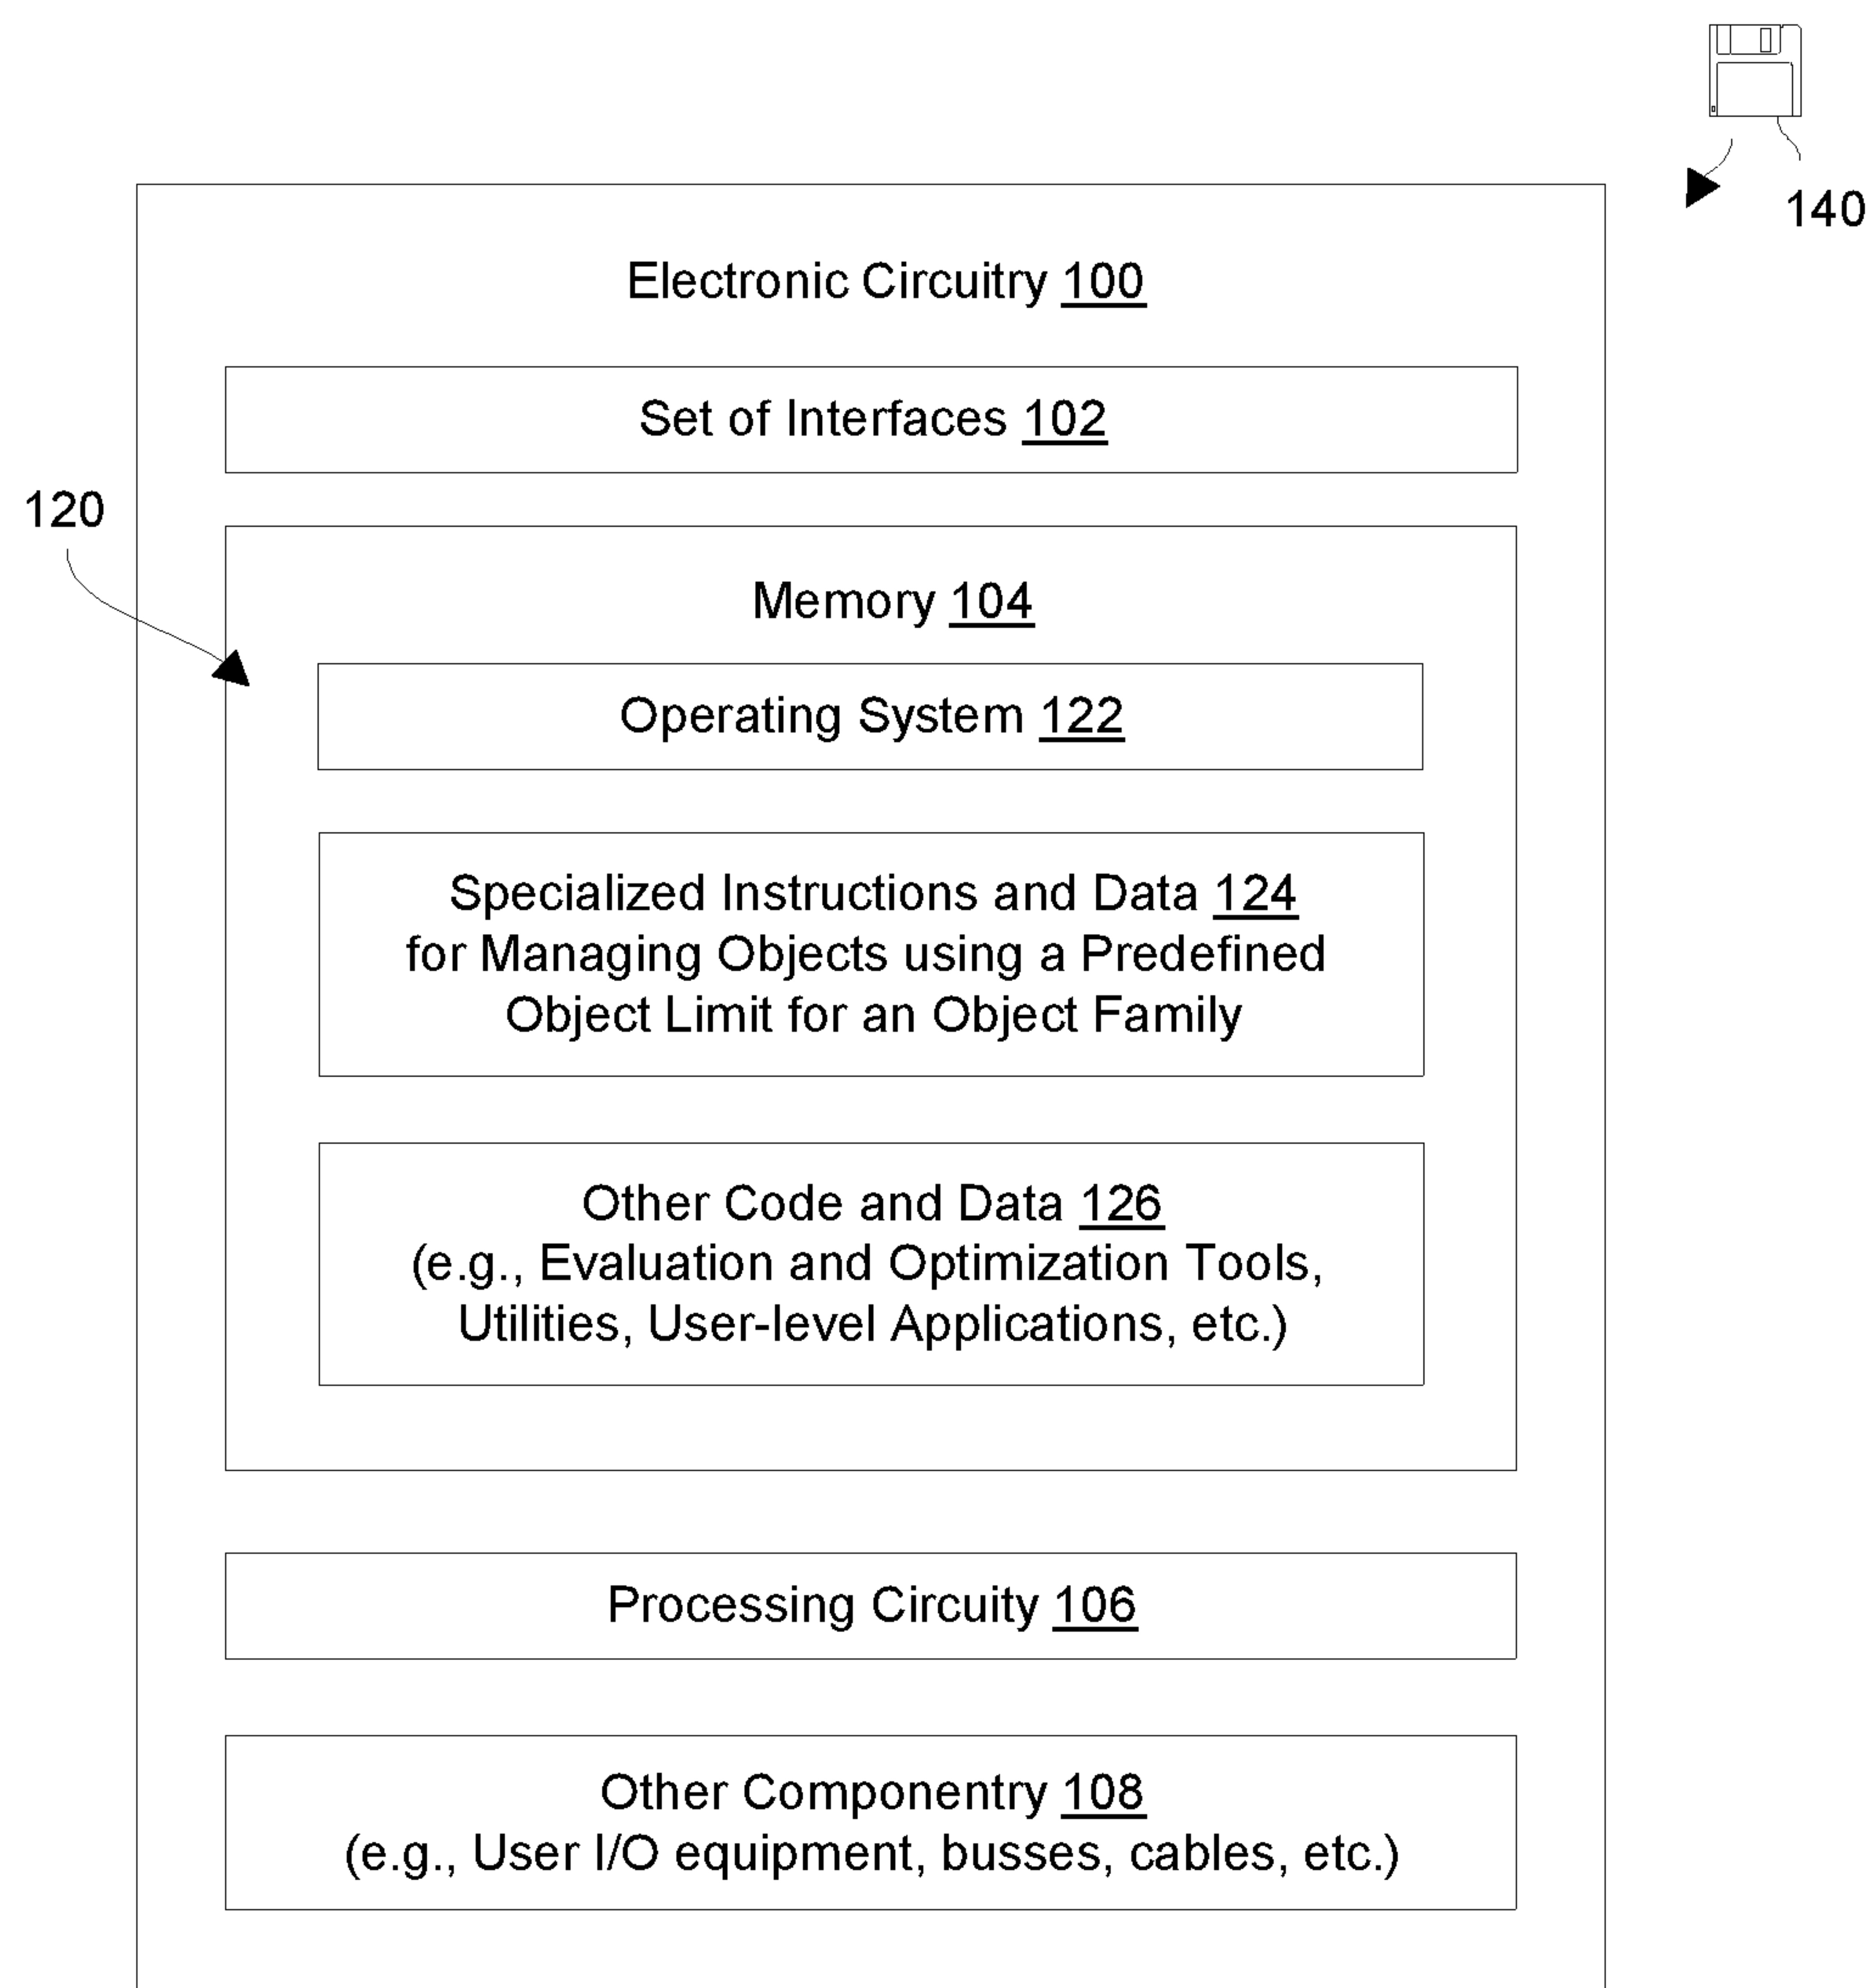 140
Electronic Circuitry 100
Set of Interfaces 102
120
Memory 104
Operating System 122
Specialized Instructions and Data 124
for Managing Objects using a Predefined
Object Limit for an Object Family
Other Code and Data 126
(e.g., Evaluation and Optimization Tools,
Utilities, User-level Applications, etc.)
Processing Circuity 106
Other Componentry 108
(e.g., User I/O equipment, busses, cables, etc.)